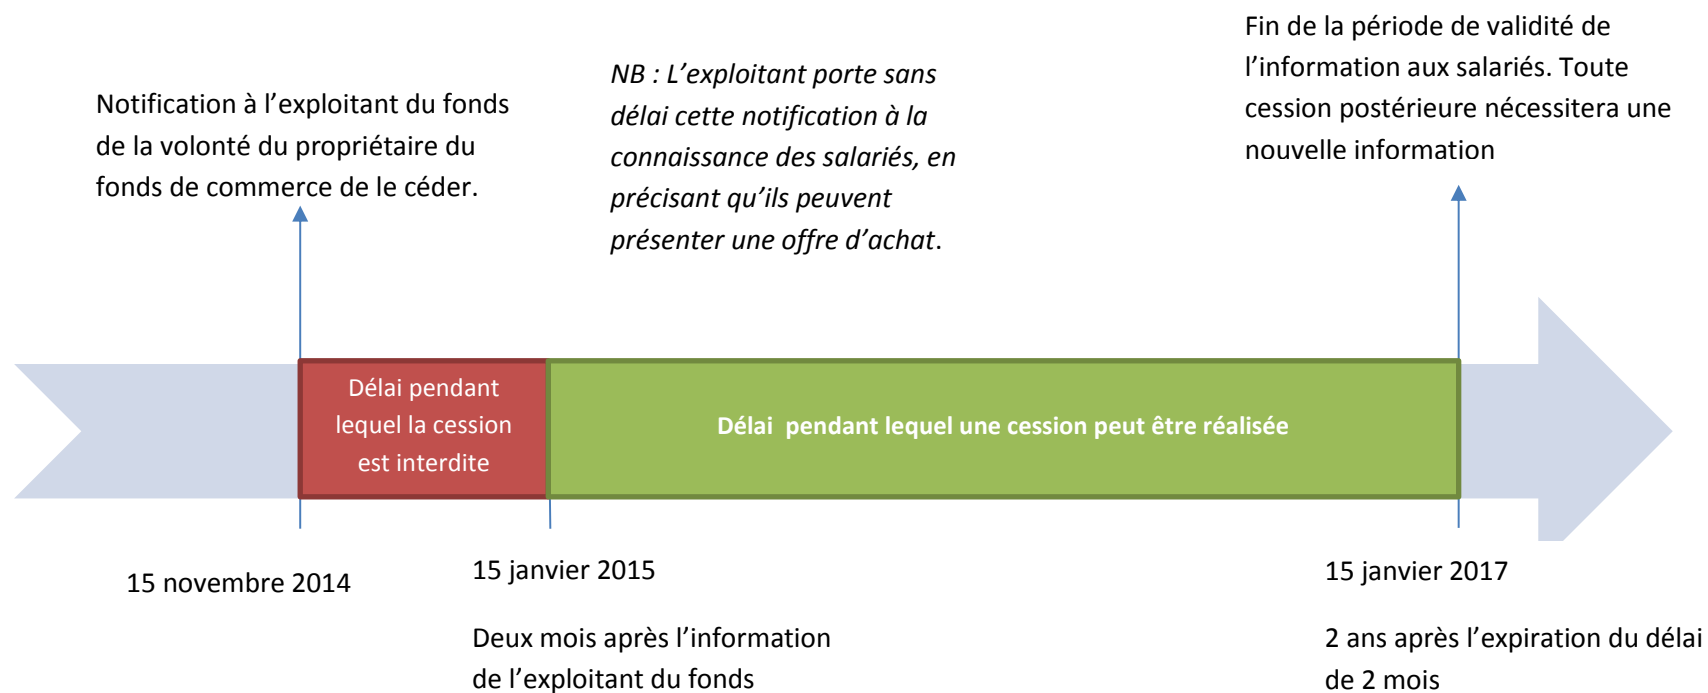 Notification à l’exploitant du fonds
de la volonté du propriétaire du
fonds de commerce de le céder.
NB : L’exploitant porte sans
délai cette notification à la
connaissance des salariés, en
précisant qu’ils peuvent
présenter une offre d’achat.
Fin de la période de validité de
l’information aux salariés. Toute
cession postérieure nécessitera une
nouvelle information
Délai pendant
lequel la cession
est interdite
Délai pendant lequel une cession peut être réalisée
15 novembre 2014
15 janvier 2015
Deux mois après l’information
de l’exploitant du fonds
15 janvier 2017
2 ans après l’expiration du délai
de 2 mois